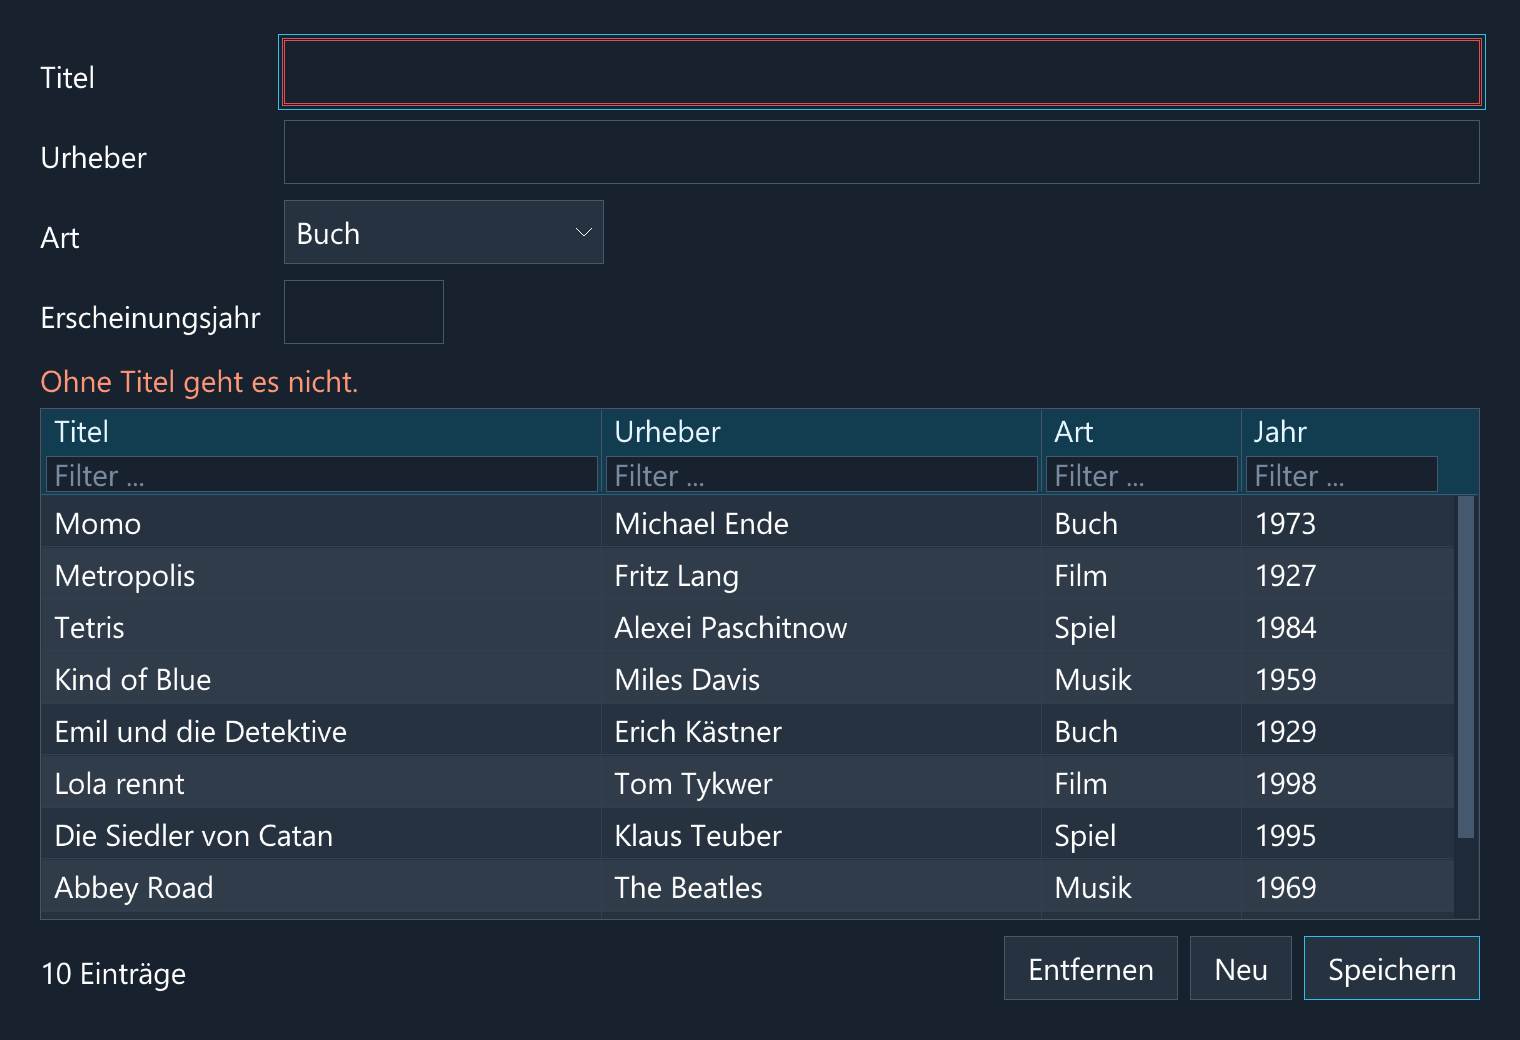 Titel
Urheber
Art Buch
Erscheinungsjahr
Ohne Titel geht es nicht.
Titel Urheber Art Jahr
Filter ... Filter ... Filter ... Filter ...
Momo Michael Ende Buch 1973
Metropolis Fritz Lang Film 1927
Tetris Alexei Paschitnow Spiel 1984
Kind of Blue Miles Davis Musik 1959
Emil und die Detektive Erich Kästner Buch 1929
Lola rennt Tom Tykwer Film 1998
Die Siedler von Catan Klaus Teuber Spiel 1995
Abbey Road The Beatles Musik 1969
10 Einträge Entfernen Neu Speichern